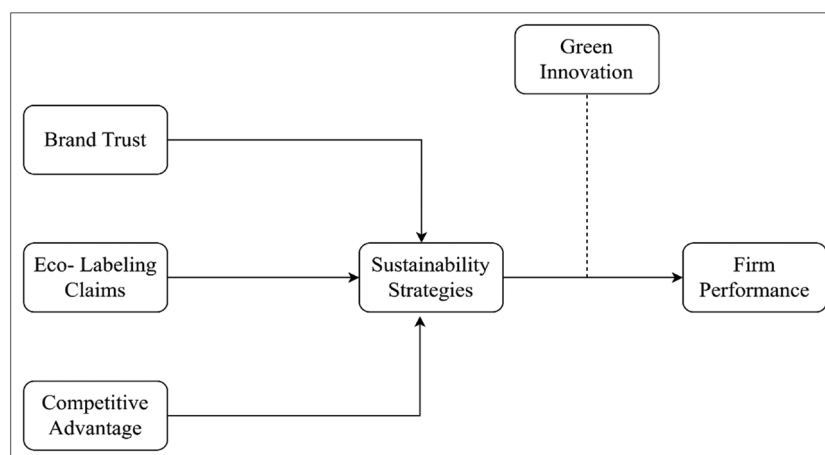 Green
Innovation
Brand Trust
Eco- Labeling
Claims
Sustainability
Strategies
Firm
Performance
Competitive
Advantage